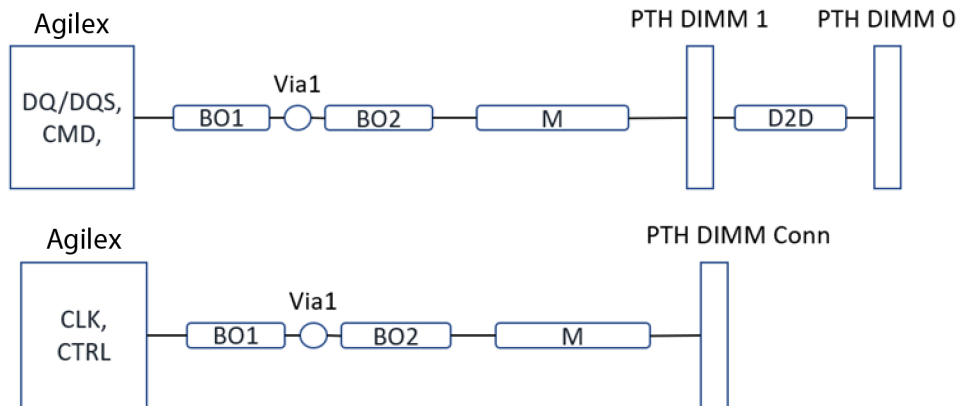 Agilex
PTH DIMM 1
PTH DIMM 0
DQ/DQS,
CMD,
Via1
BO1
BO2
M
D2D
Agilex
PTH DIMM Conn
CLK,
CTRL
Via1
BO1
BO2
M